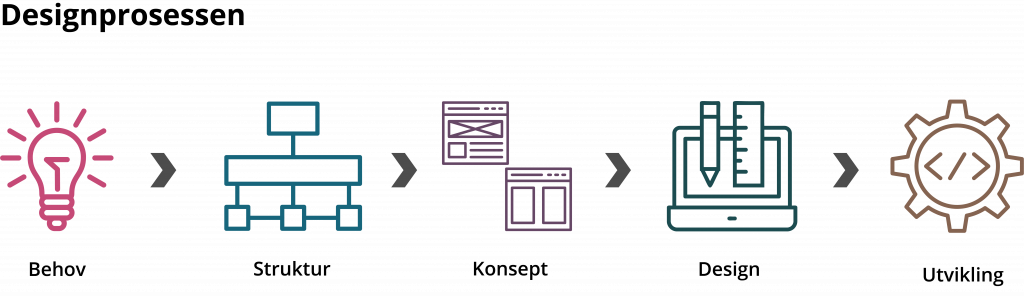 Designprosessen
Behov
Struktur
Konsept
Design
Utvikling